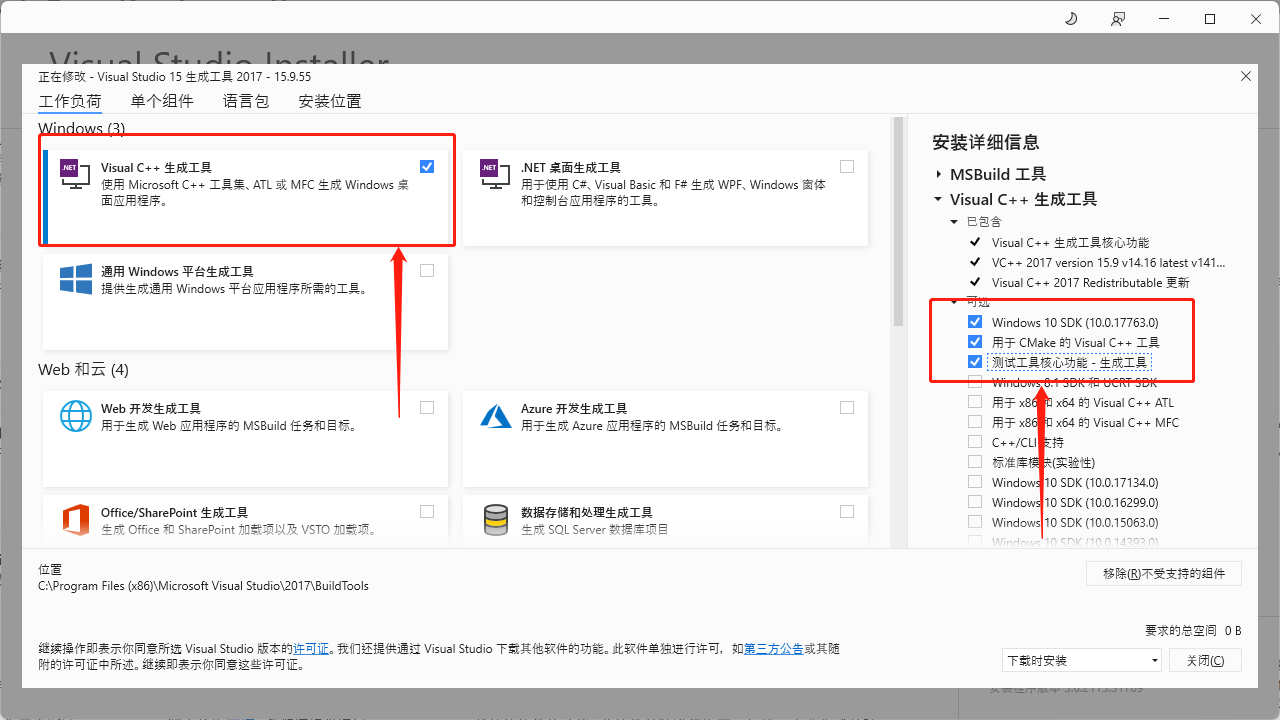 Visual Studio Installer
正在修改 - Visual Studio 15 生成工具 2017 - 15.9.55
工作负荷 单个组件 语言包 安装位置
Windows (3)
.NET
Visual C++ 生成工具
使用 Microsoft C++ 工具集、ATL 或 MFC 生成 Windows 桌
面应用程序。
.NET
.NET 桌面生成工具
用于使用 C#、Visual Basic 和 F# 生成 WPF、Windows 窗体
和控制台应用程序的工具。
通用 Windows 平台生成工具
提供生成通用 Windows 平台应用程序所需的工具。
Web 和云 (4)
Web 开发生成工具
用于生成 Web 应用程序的 MSBuild 任务和目标。
Azure 开发生成工具
用于生成 Azure 应用程序的 MSBuild 任务和目标。
Office/SharePoint 生成工具
生成 Office 和 SharePoint 加载项以及 VSTO 加载项。
数据存储和处理生成工具
生成 SQL Server 数据库项目
安装详细信息
MSBuild 工具
Visual C++ 生成工具
已包含
Visual C++ 生成工具核心功能
VC++ 2017 version 15.9 v14.16 latest v141...
Visual C++ 2017 Redistributable 更新
可选
Windows 10 SDK (10.0.17763.0)
用于 CMake 的 Visual C++ 工具
测试工具核心功能 - 生成工具
Windows 8.1 SDK 和 UCRT SDK
用于 x86 和 x64 的 Visual C++ ATL
用于 x86 和 x64 的 Visual C++ MFC
C++/CLI 支持
标准库模块(实验性)
Windows 10 SDK (10.0.17134.0)
Windows 10 SDK (10.0.16299.0)
Windows 10 SDK (10.0.15063.0)
Windows 10 SDK (10.0.14393.0)
位置
C:\Program Files (x86)\Microsoft Visual Studio\2017\BuildTools
移除(R)不受支持的组件
要求的总空间 0 B
继续操作即表示你同意所选 Visual Studio 版本的许可证。我们还提供通过 Visual Studio 下载其他软件的功能。此软件单独进行许可，如第三方公告或其随
附的许可证中所述。继续即表示你同意这些许可证。
下载时安装
关闭(C)